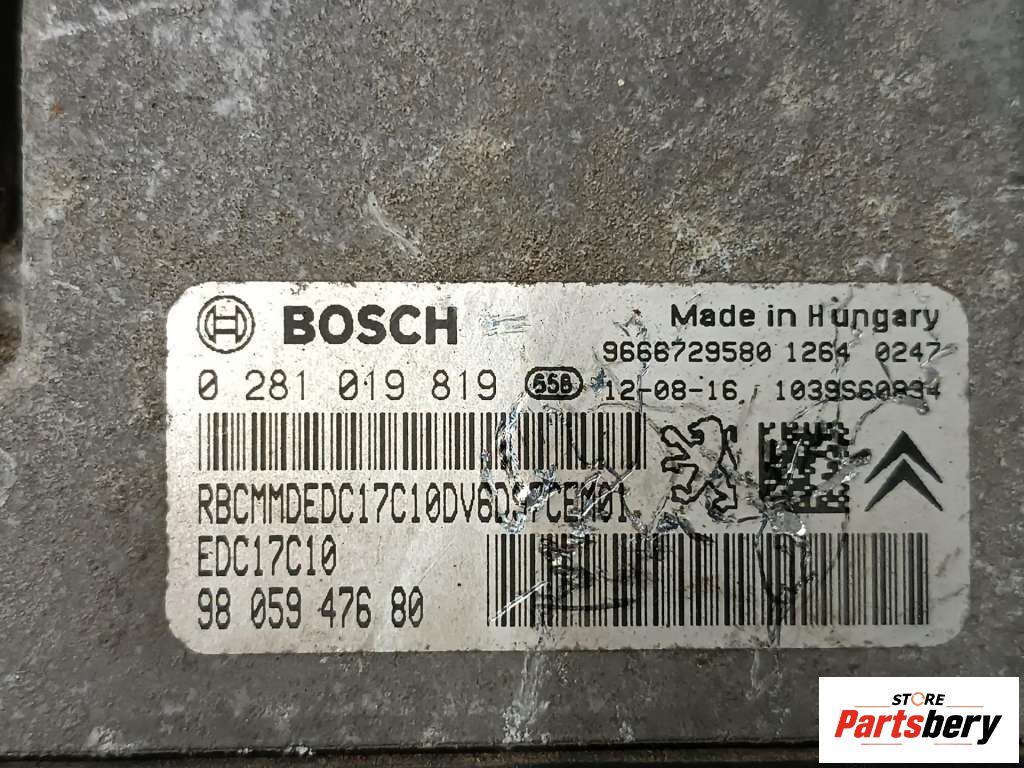 BOSCH
Made in Hungary
9666729580 1264 0247
0 281 019 819 558 12-08-16
EDC17C10
98 059 476 80
STORE
Partsbery